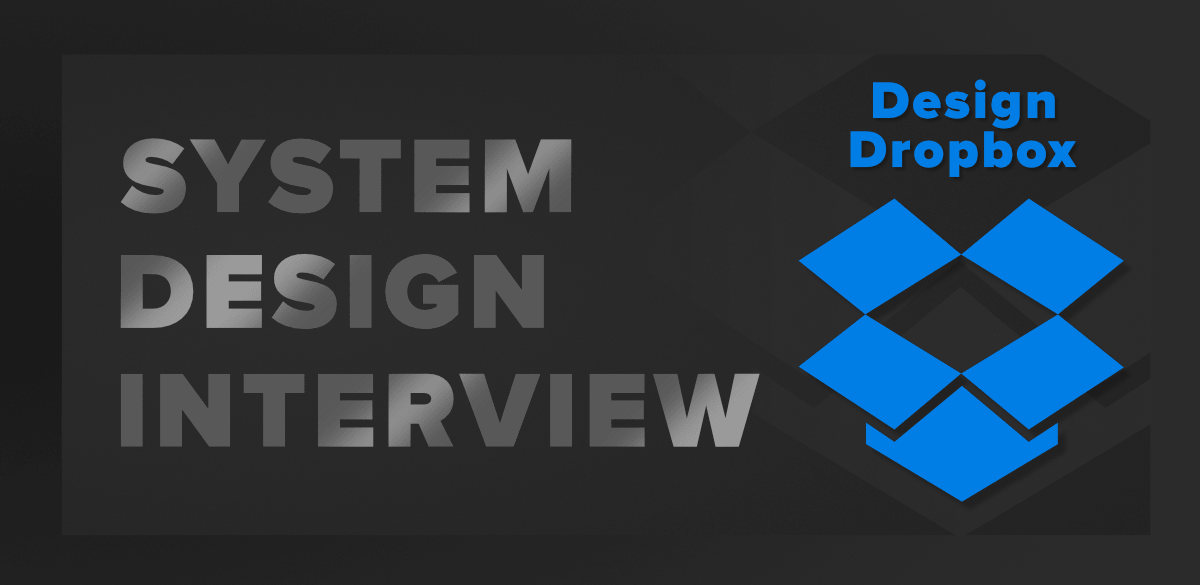 SYSTEM
DESIGN
INTERVIEW
Design
Dropbox